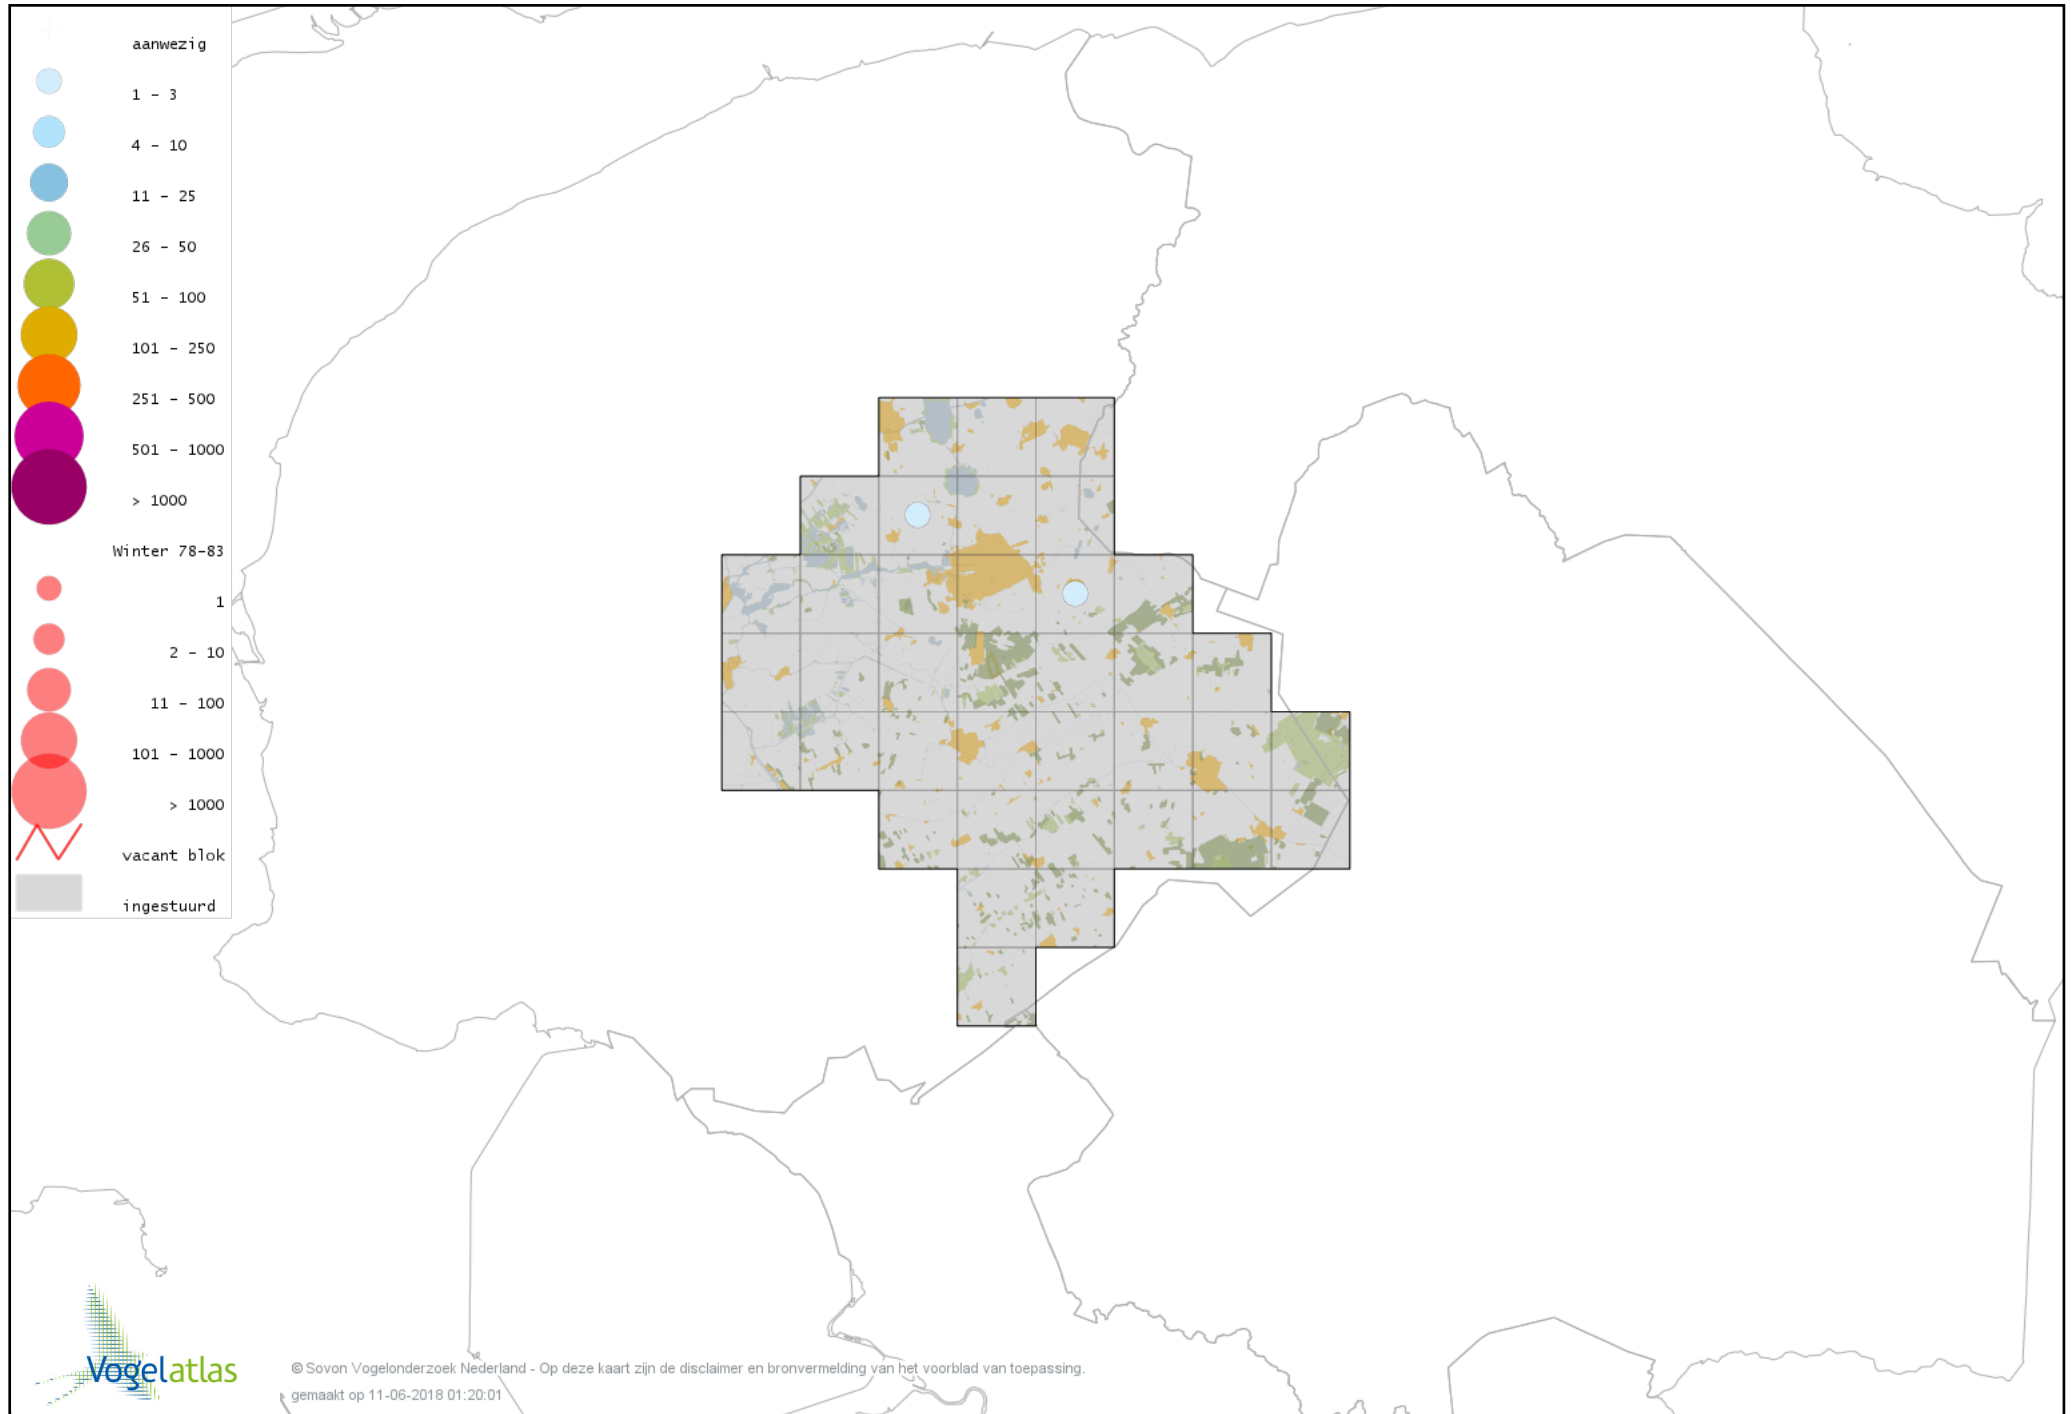 aanwezig
1 - 3
4 - 10
11 - 25
26 - 50
51 - 100
101 - 250
251 - 500
501 - 1000
> 1000
Winter 78-83
1
2 - 10
11 - 100
101 - 1000
> 1000
vacant blok
ingestuurd
Vogelatlas
© Sovon Vogelonderzoek Nederland - Op deze kaart zijn de disclaimer en bronvermelding van het voorblad van toepassing.
gemaakt op 11-06-2018 01:20:01